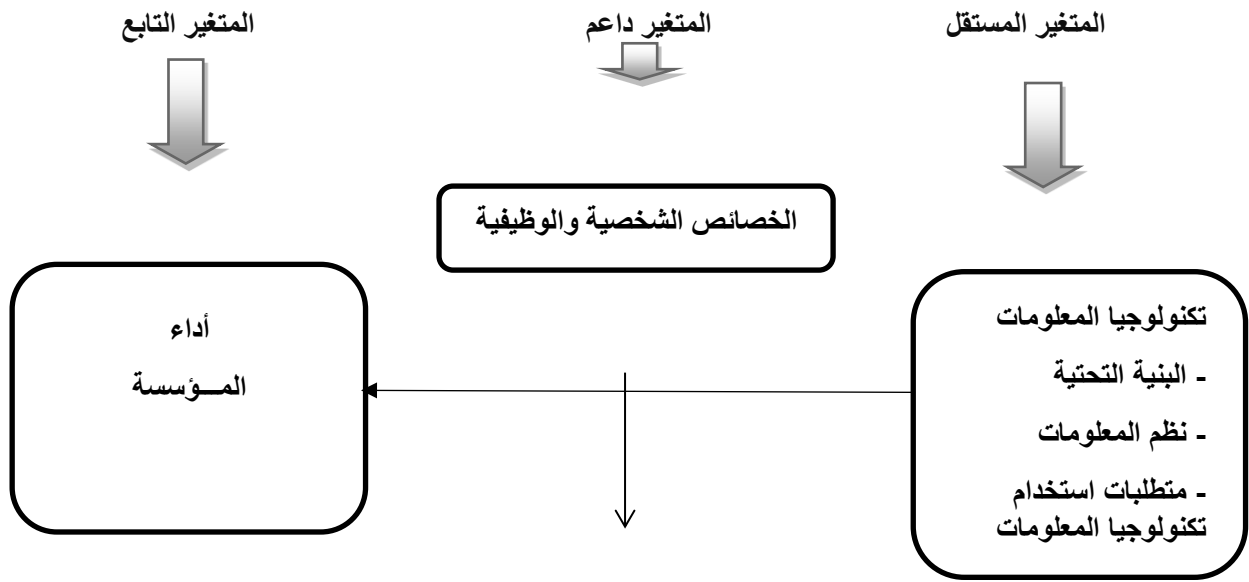 المتغير المستقل
المتغير داعم
المتغير التابع
الخصائص الشخصية والوظيفية
تكنولوجيا المعلومات
- البنية التحتية
- نظم المعلومات
- متطلبات استخدام
تكنولوجيا المعلومات
أداء
المـــؤسسة